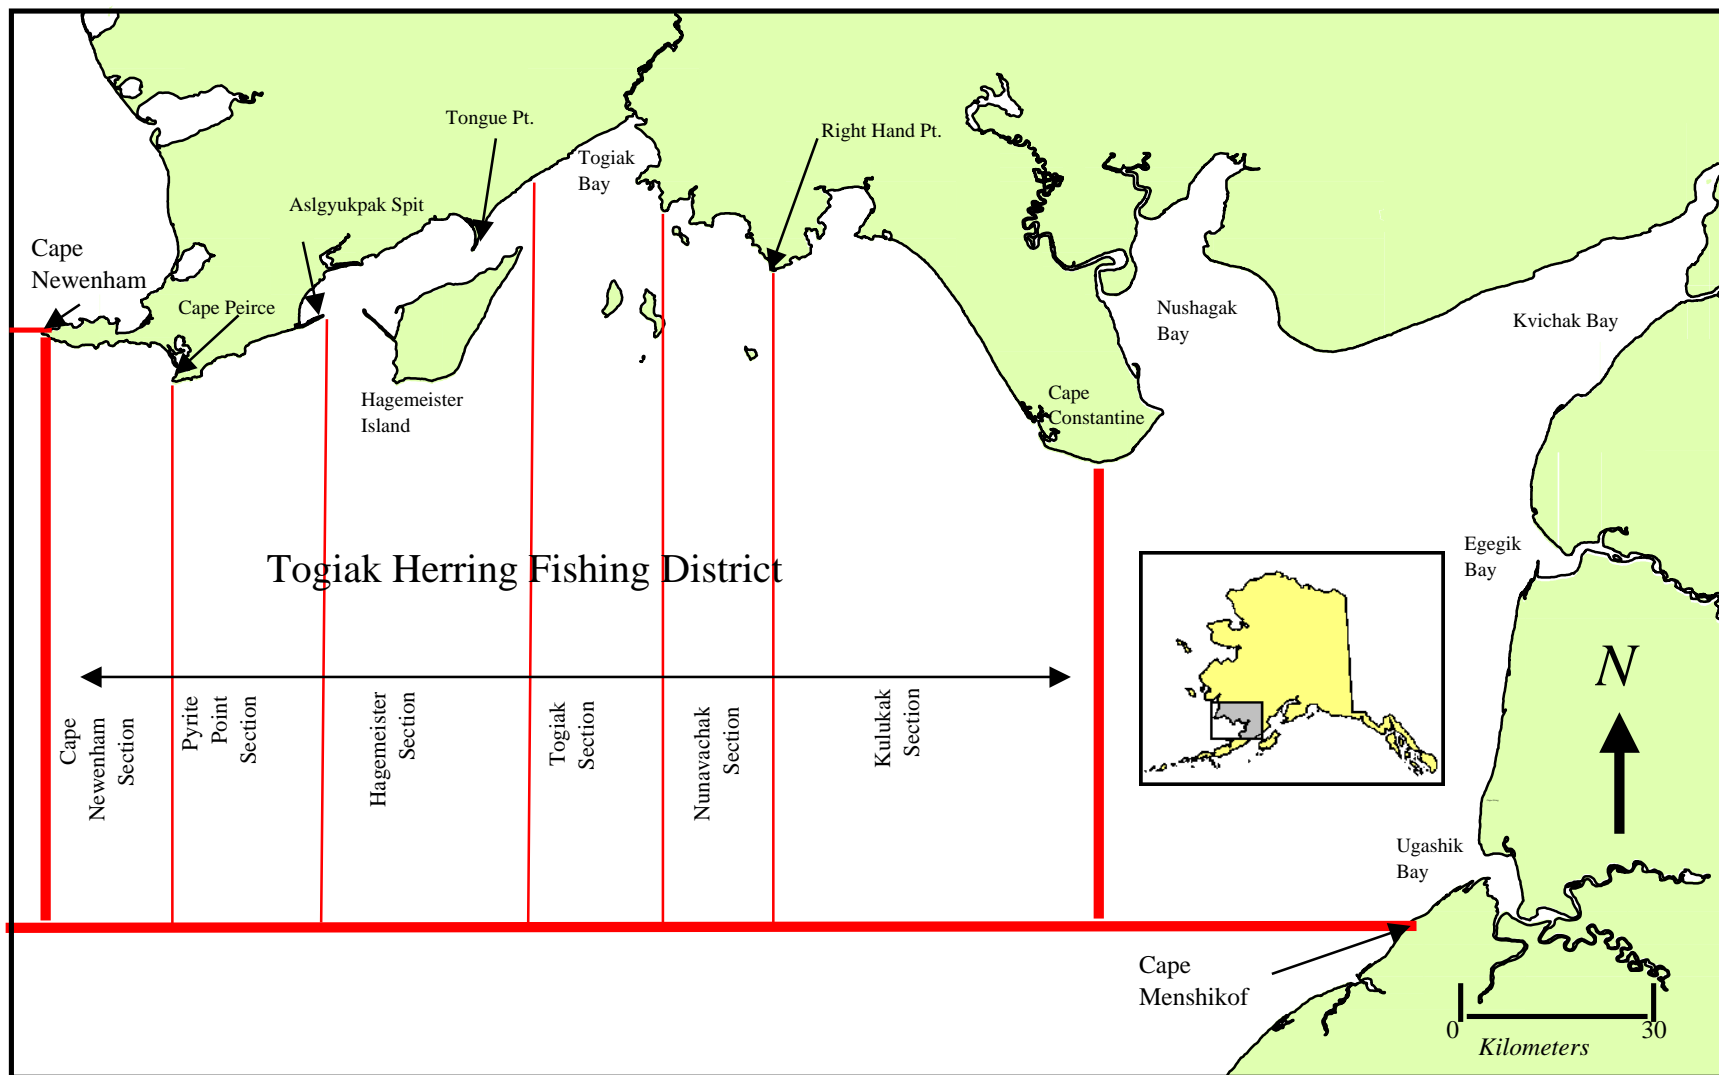 Tongue Pt.
Right Hand Pt.
Togiak
Bay
Aslgyukpak Spit
Cape
Newenham
Cape Peirce
Nushagak
Bay
Kvichak Bay
Hagemeister
Island
Cape
Constantine
Togiak Herring Fishing District
Egegik
Bay
N
Cape
Newenham
Section
Pyrite
Point
Section
Hagemeister
Section
Togiak
Section
Nunavachak
Section
Kulukak
Section
Ugashik
Bay
Cape
Menshikof
0 30
Kilometers